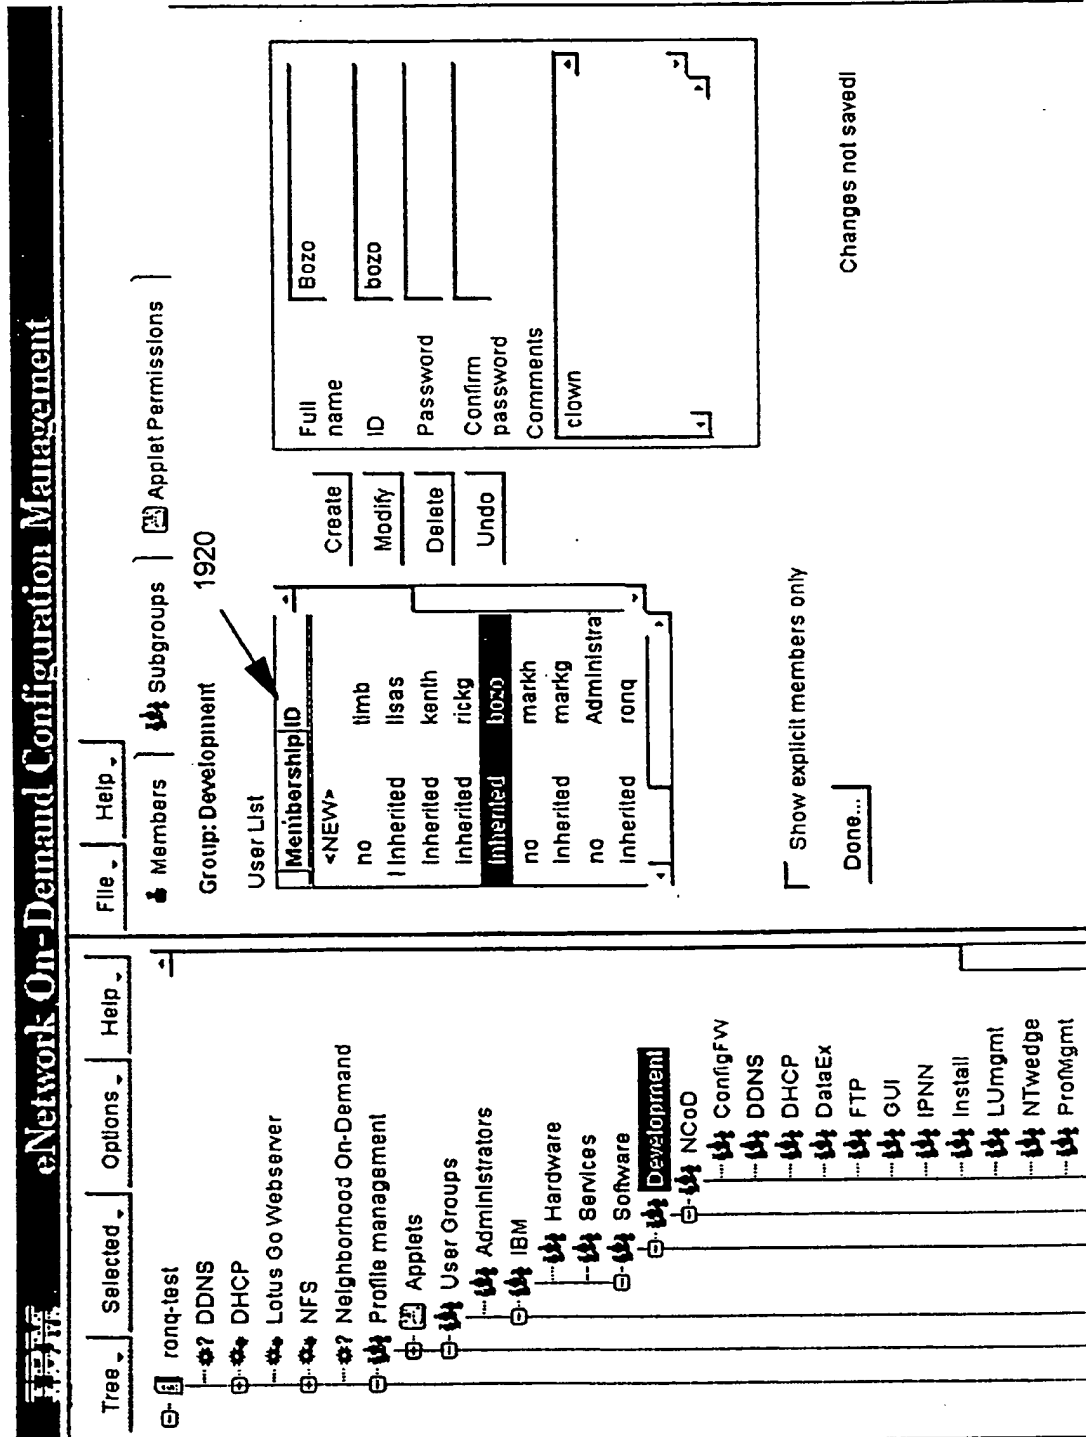 IBM eNetwork On-Demand Configuration Management
Tree Selected Options Help
ronq-test
? DDNS
DHCP
Lotus Go Webserver
NFS
? Neighborhood On-Demand
Profile management
Applets
User Groups
Administrators
IBM
Hardware
Services
Software
Development
NCoD
ConfigFW
DDNS
DHCP
DataEx
FTP
GUI
IPNN
Install
LUmgmt
NTwedge
ProfMgmt
File Help
Members Subgroups Applet Permissions
Group: Development
1920
User List
Membership ID
<NEW>
no timb
Inherited lisas
Inherited kenth
Inherited rickg
Inherited bozo
no markh
Inherited markg
no Administra
Inherited ronq
Create
Modify
Delete
Undo
Full name Bozo
ID bozo
Password
Confirm password
Comments
clown
Show explicit members only
Done...
Changes not saved!